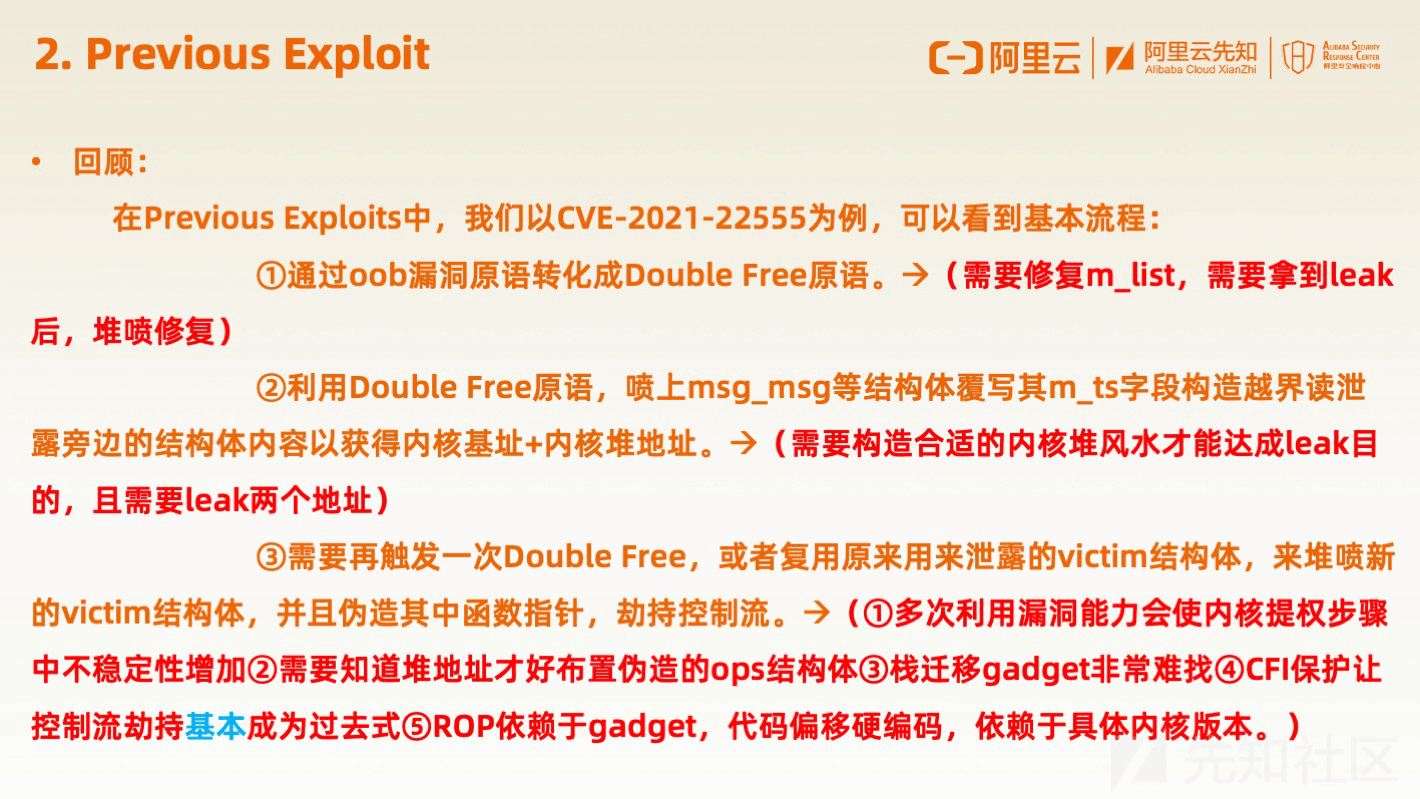 2. Previous Exploit
阿里云
阿里云先知
Alibaba Cloud XianZhi
ALIBABA SECURITY
RESPONSE CENTER
阿里安全响应中心
• 回顾：
在Previous Exploits中，我们以CVE-2021-22555为例，可以看到基本流程：
①通过oob漏洞原语转化成Double Free原语。→（需要修复m_list，需要拿到leak
后，堆喷修复）
②利用Double Free原语，喷上msg_msg等结构体覆写其m_ts字段构造越界读泄
露旁边的结构体内容以获得内核基址+内核堆地址。→（需要构造合适的内核堆风水才能达成leak目
的，且需要leak两个地址）
③需要再触发一次Double Free，或者复用原来用来泄露的victim结构体，来堆喷新
的victim结构体，并且伪造其中函数指针，劫持控制流。→（①多次利用漏洞能力会使内核提权步骤
中不稳定性增加②需要知道堆地址才好布置伪造的ops结构体③栈迁移gadget非常难找④CFI保护让
控制流劫持基本成为过去式⑤ROP依赖于gadget，代码偏移硬编码，依赖于具体内核版本。）
先知社区